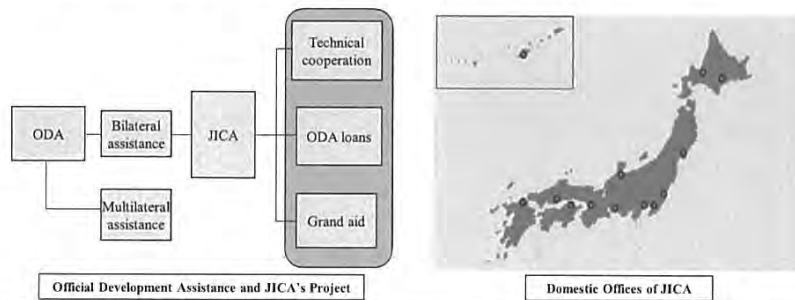 Technical
cooperation
ODA
Bilateral
assistance
JICA
ODA loans
Multilateral
assistance
Grand aid
Official Development Assistance and JICA's Project
Domestic Offices of JICA